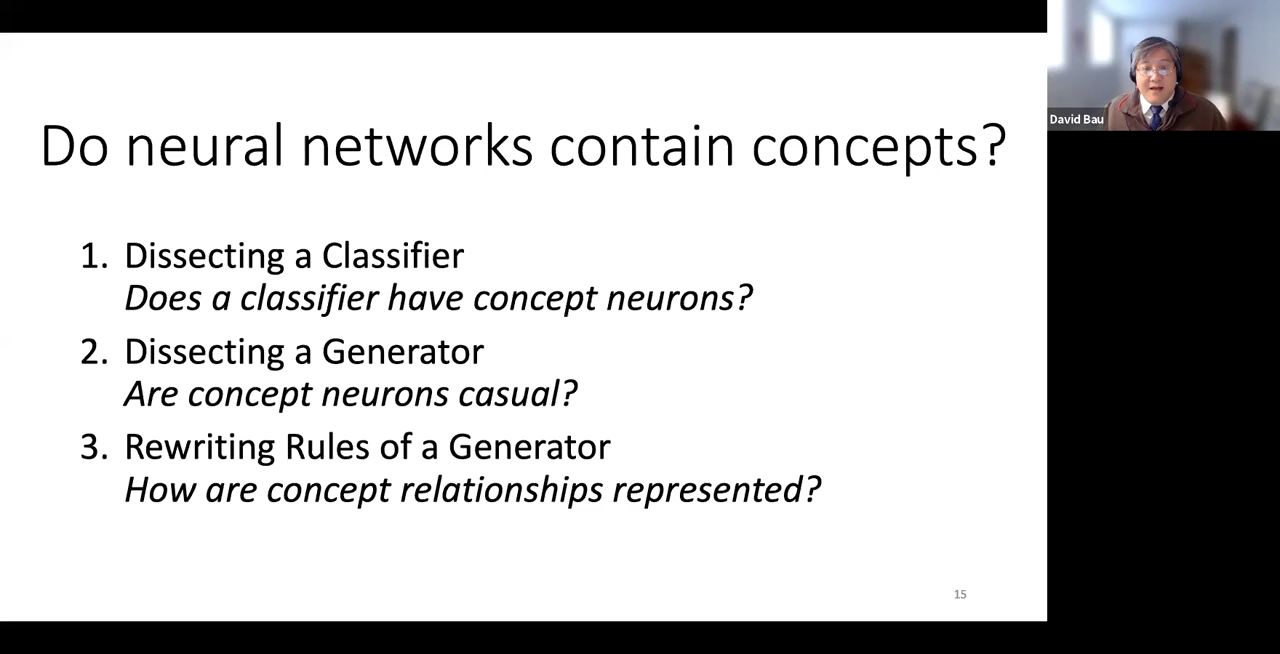 Do neural networks contain concepts?
1. Dissecting a Classifier
Does a classifier have concept neurons?
2. Dissecting a Generator
Are concept neurons casual?
3. Rewriting Rules of a Generator
How are concept relationships represented?
15
David Bau